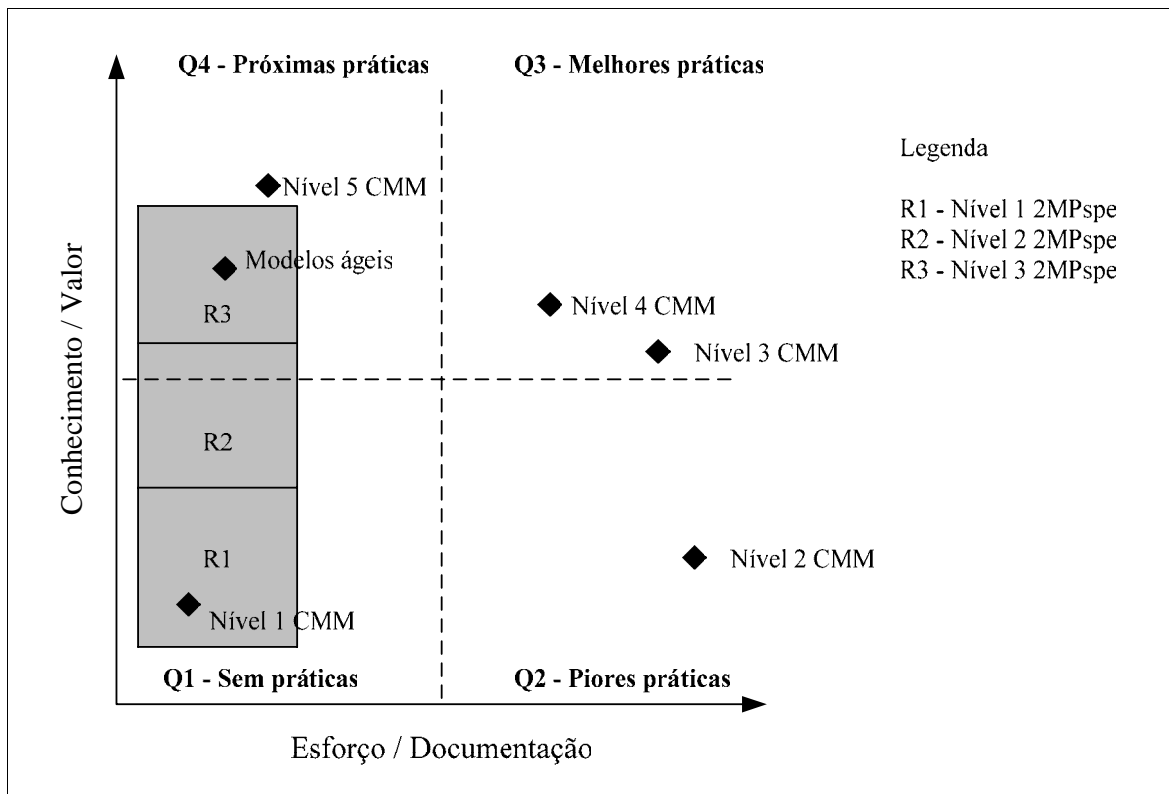 Q4 - Próximas práticas
Q3 - Melhores práticas
Legenda
Nível 5 CMM
R1 - Nível 1 2MPspe
R2 - Nível 2 2MPspe
R3 - Nível 3 2MPspe
Modelos ágeis
R3
Nível 4 CMM
Nível 3 CMM
Conhecimento / Valor
R2
R1
Nível 2 CMM
Nível 1 CMM
Q1 - Sem práticas
Q2 - Piores práticas
Esforço / Documentação